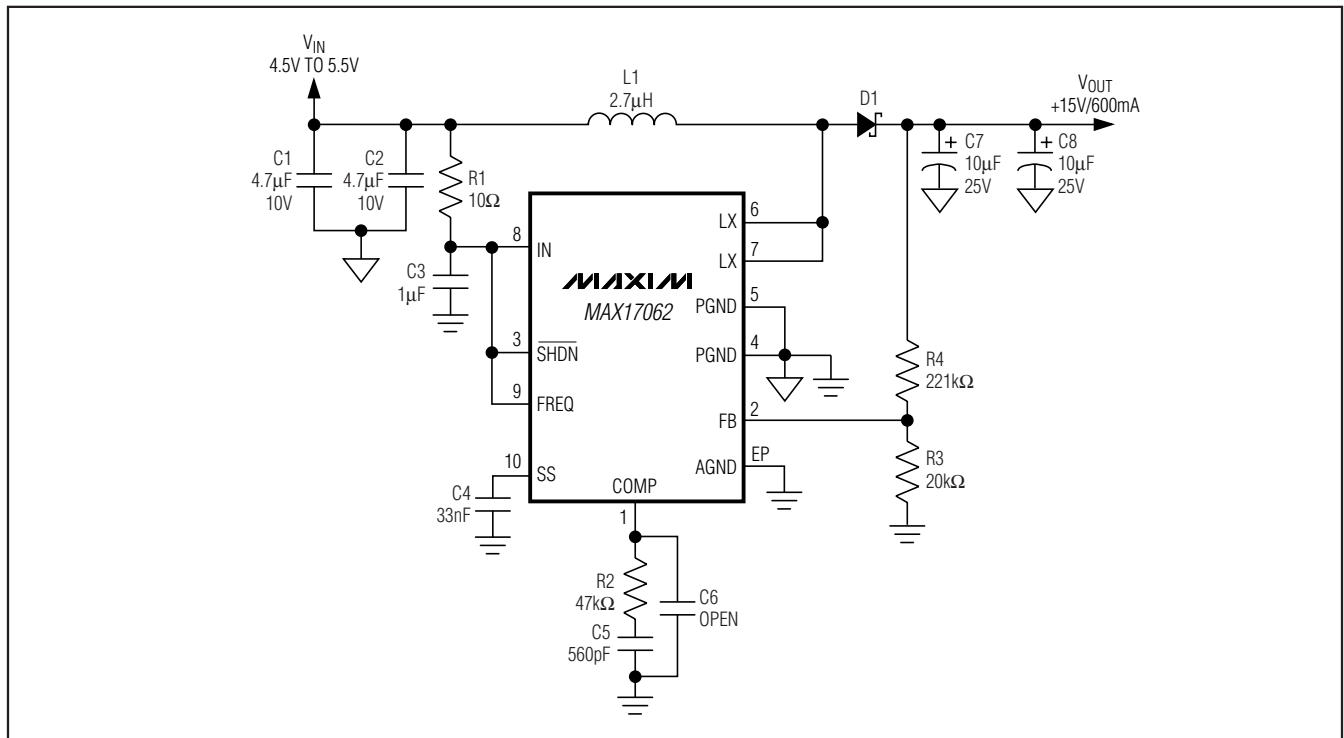 VIN
4.5V TO 5.5V
L1
2.7µH
D1
VOUT
+15V/600mA
C1
4.7µF
10V
C2
4.7µF
10V
R1
10Ω
+ C7
10µF
25V
+ C8
10µF
25V
6
LX
7
LX
8
IN
C3
1µF
MAXIM
MAX17062
5
PGND
4
PGND
3
SHDN
9
FREQ
R4
221kΩ
2
FB
EP
AGND
R3
20kΩ
10
SS
C4
33nF
COMP
1
R2
47kΩ
C6
OPEN
C5
560pF